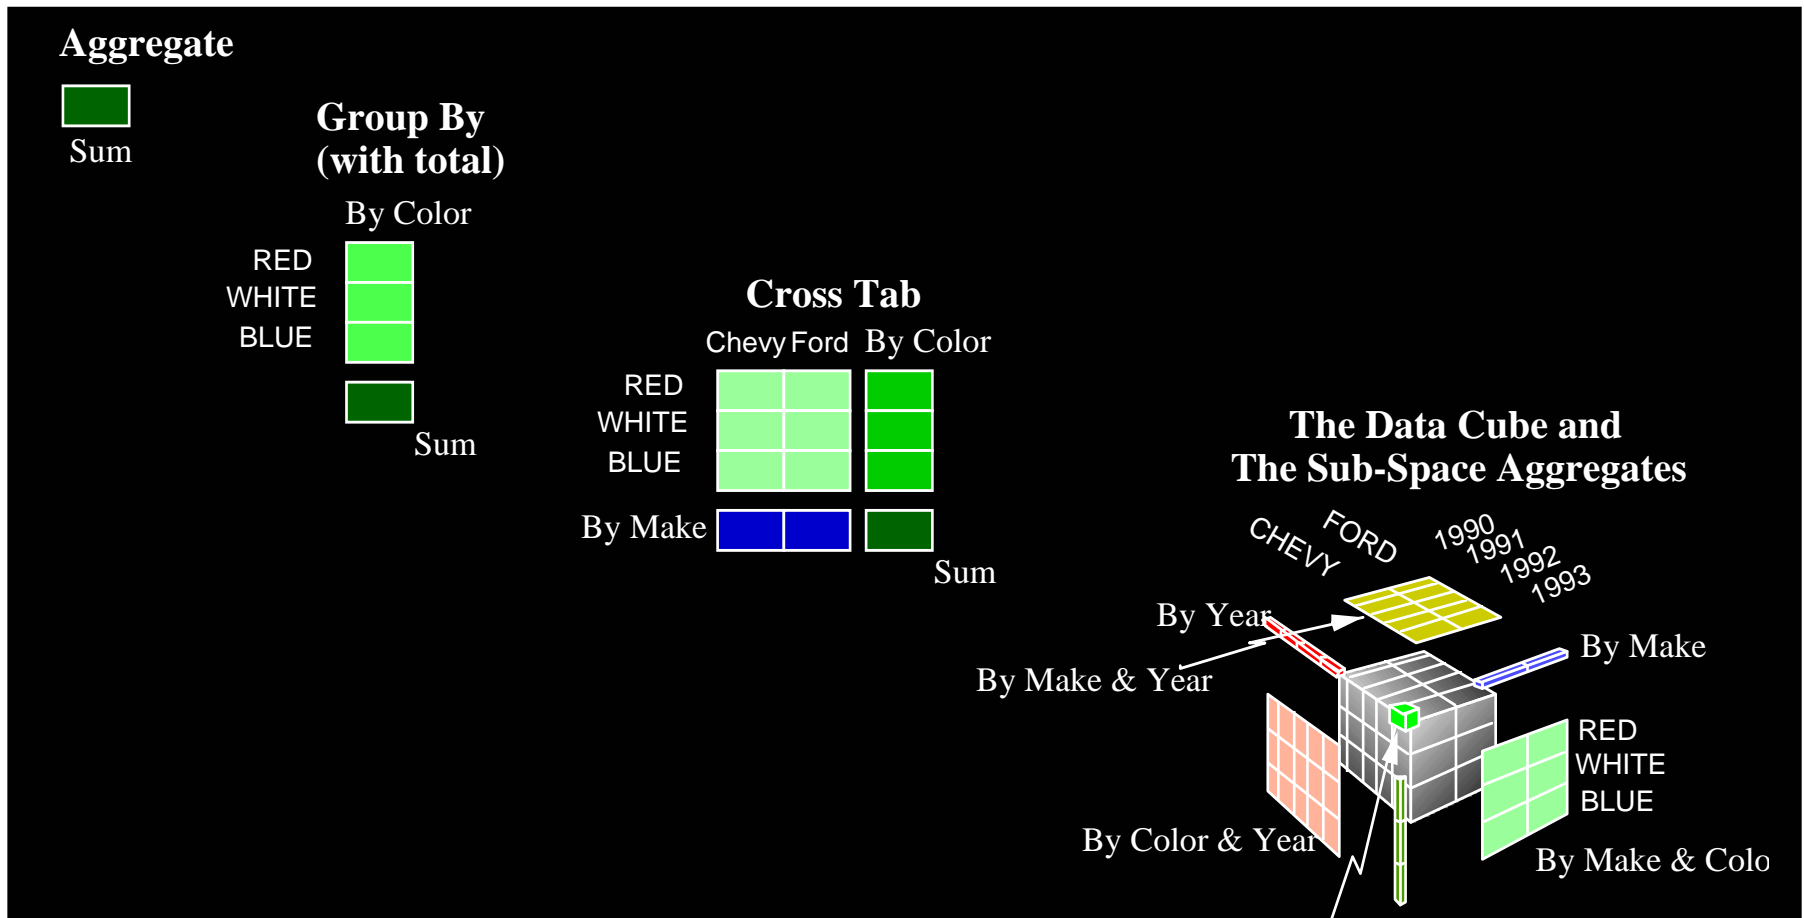 Aggregate
Sum
Group By
(with total)
By Color
RED
WHITE
BLUE
Sum
Cross Tab
Chevy Ford By Color
RED
WHITE
BLUE
By Make
Sum
The Data Cube and
The Sub-Space Aggregates
CHEVY
FORD
1990
1991
1992
1993
By Year
By Make & Year
By Make
RED
WHITE
BLUE
By Color & Year
By Make & Colo